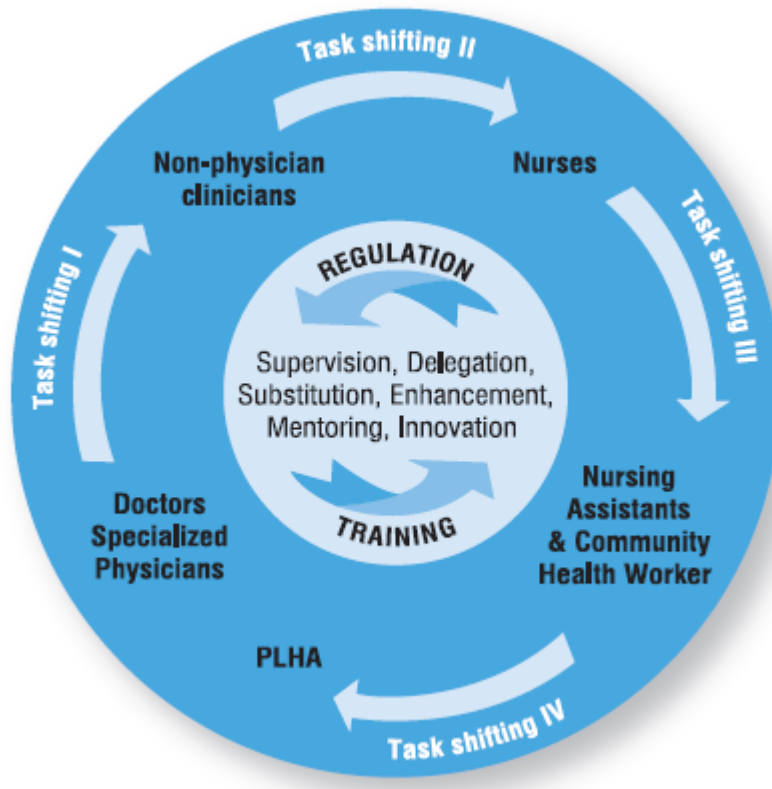 Task shifting II
Non-physician
clinicians
Nurses
Task shifting I
Task shifting III
REGULATION
Supervision, Delegation,
Substitution, Enhancement,
Mentoring, Innovation
TRAINING
Doctors
Specialized
Physicians
Nursing
Assistants
& Community
Health Worker
PLHA
Task shifting IV